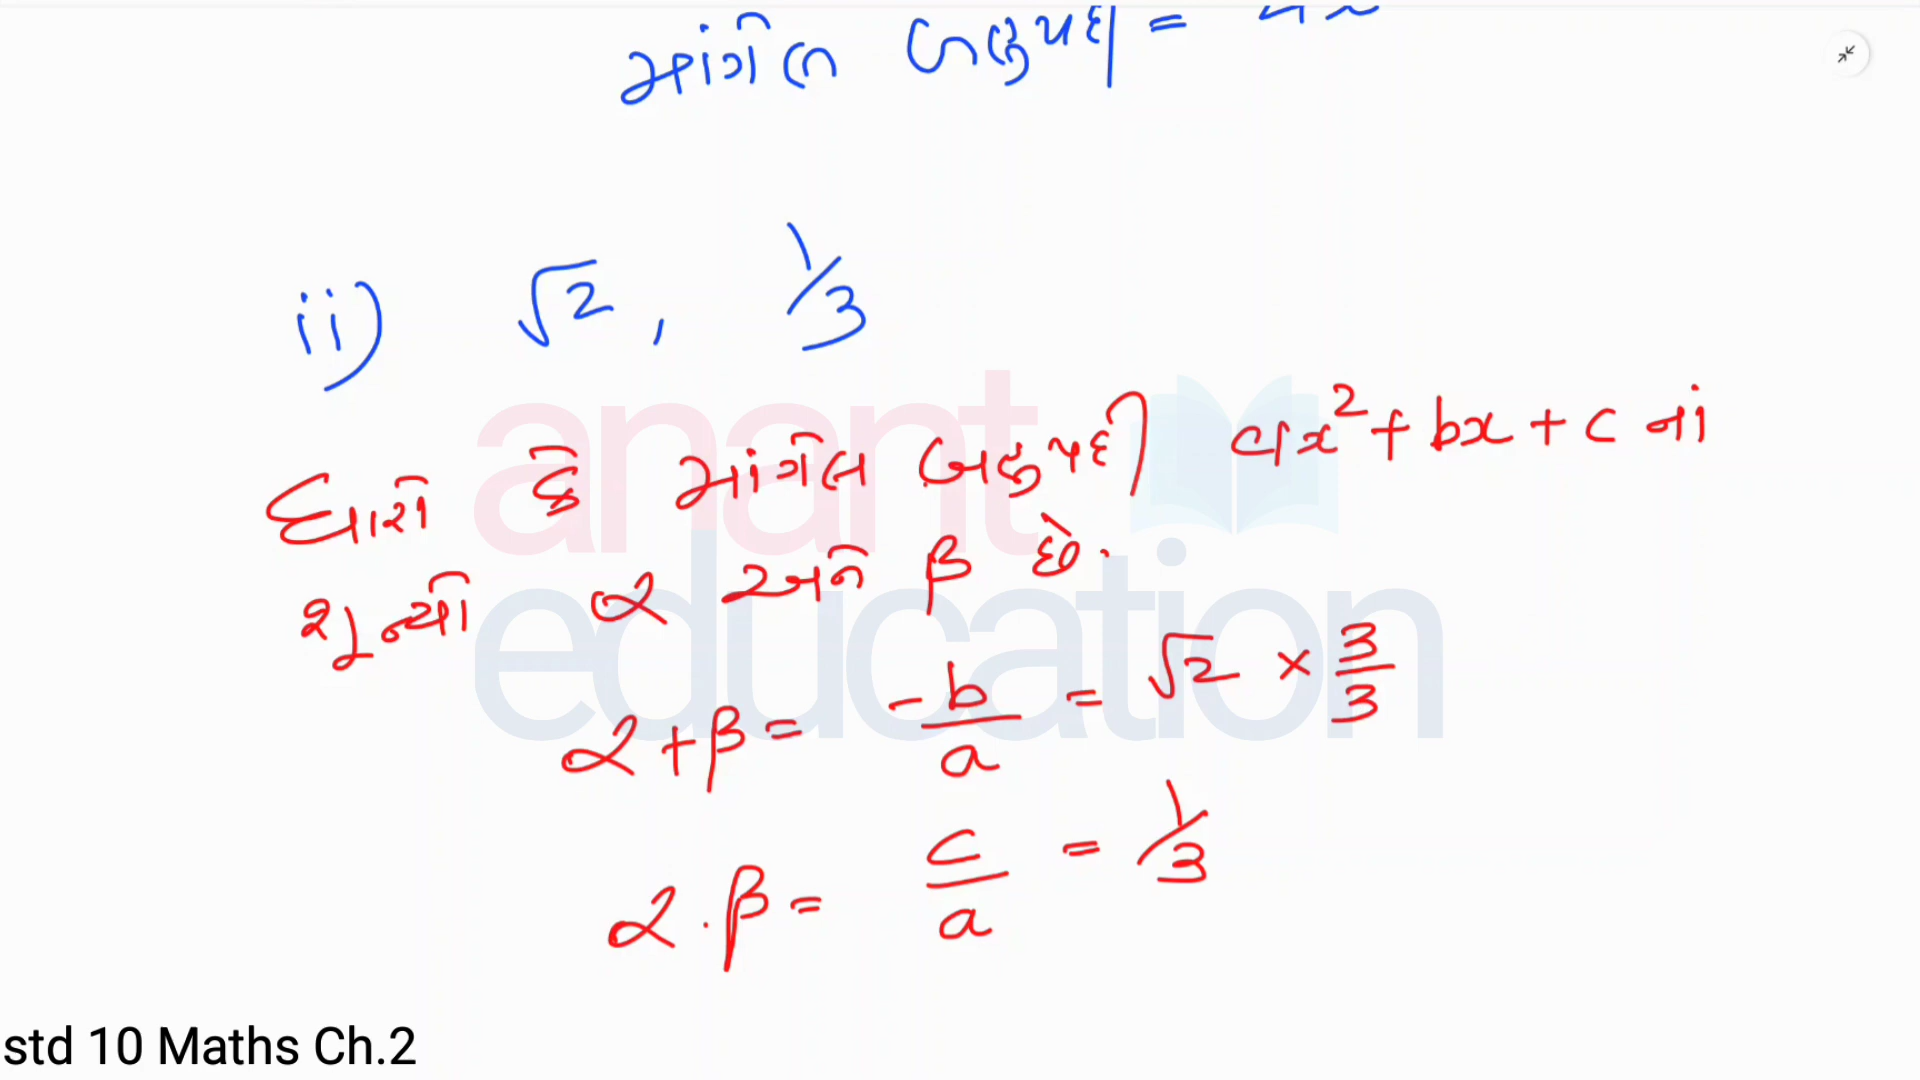 માંગેલ બહુપદી =
ii) √2 , 1/3
ધારો કે માંગેલ બહુપદી ax² + bx + c નાં
શૂન્યો α અને β છે.
α + β = -b/a = √2 × 3/3
α . β = c/a = 1/3
anant
education
std 10 Maths Ch.2